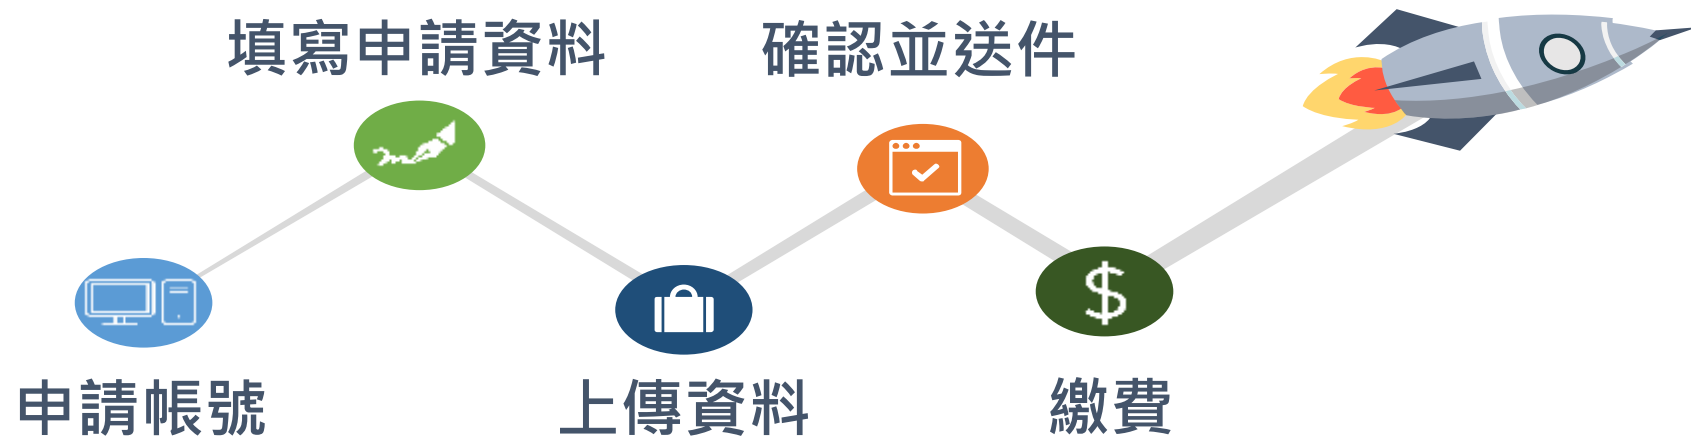 填寫申請資料
確認並送件
申請帳號
上傳資料
繳費